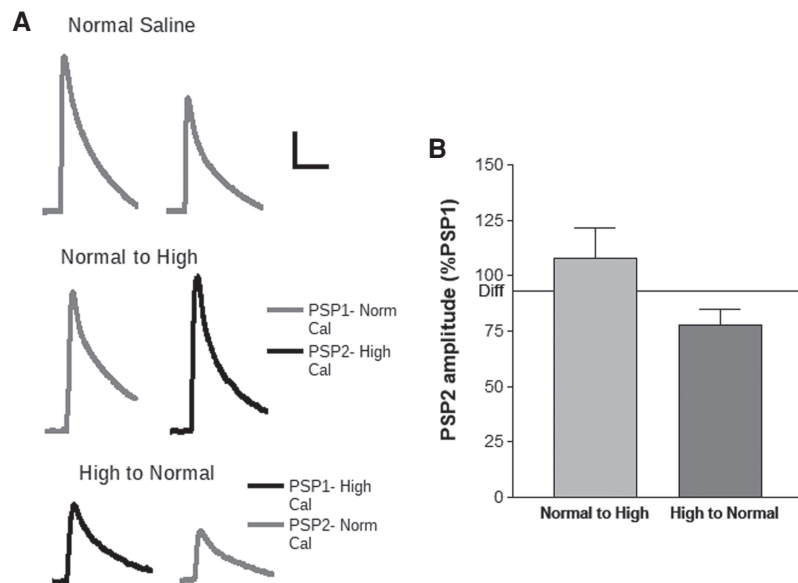 A
Normal Saline
Normal to High
PSP1- Norm
Cal
PSP2- High
Cal
High to Normal
PSP1- High
Cal
PSP2- Norm
Cal
B
PSP2 amplitude (%PSP1)
150
125
100
Diff
75
50
25
0
Normal to High
High to Normal